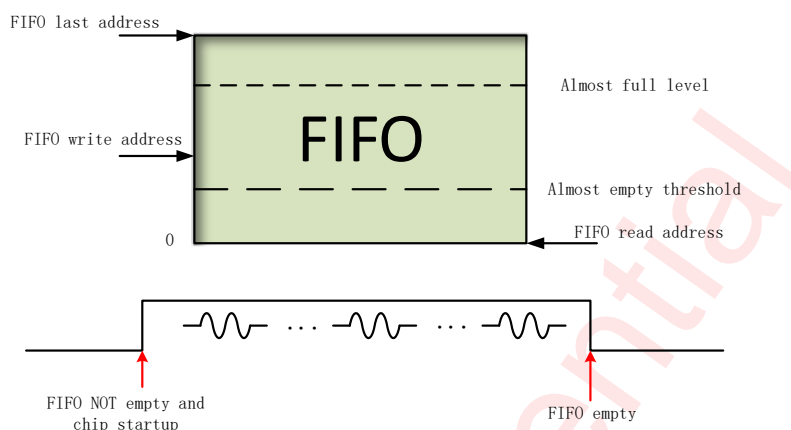 FIFO last address
Almost full level
FIFO
FIFO write address
Almost empty threshold
FIFO read address
0
... ...
FIFO NOT empty and
chip startup
FIFO empty
ential